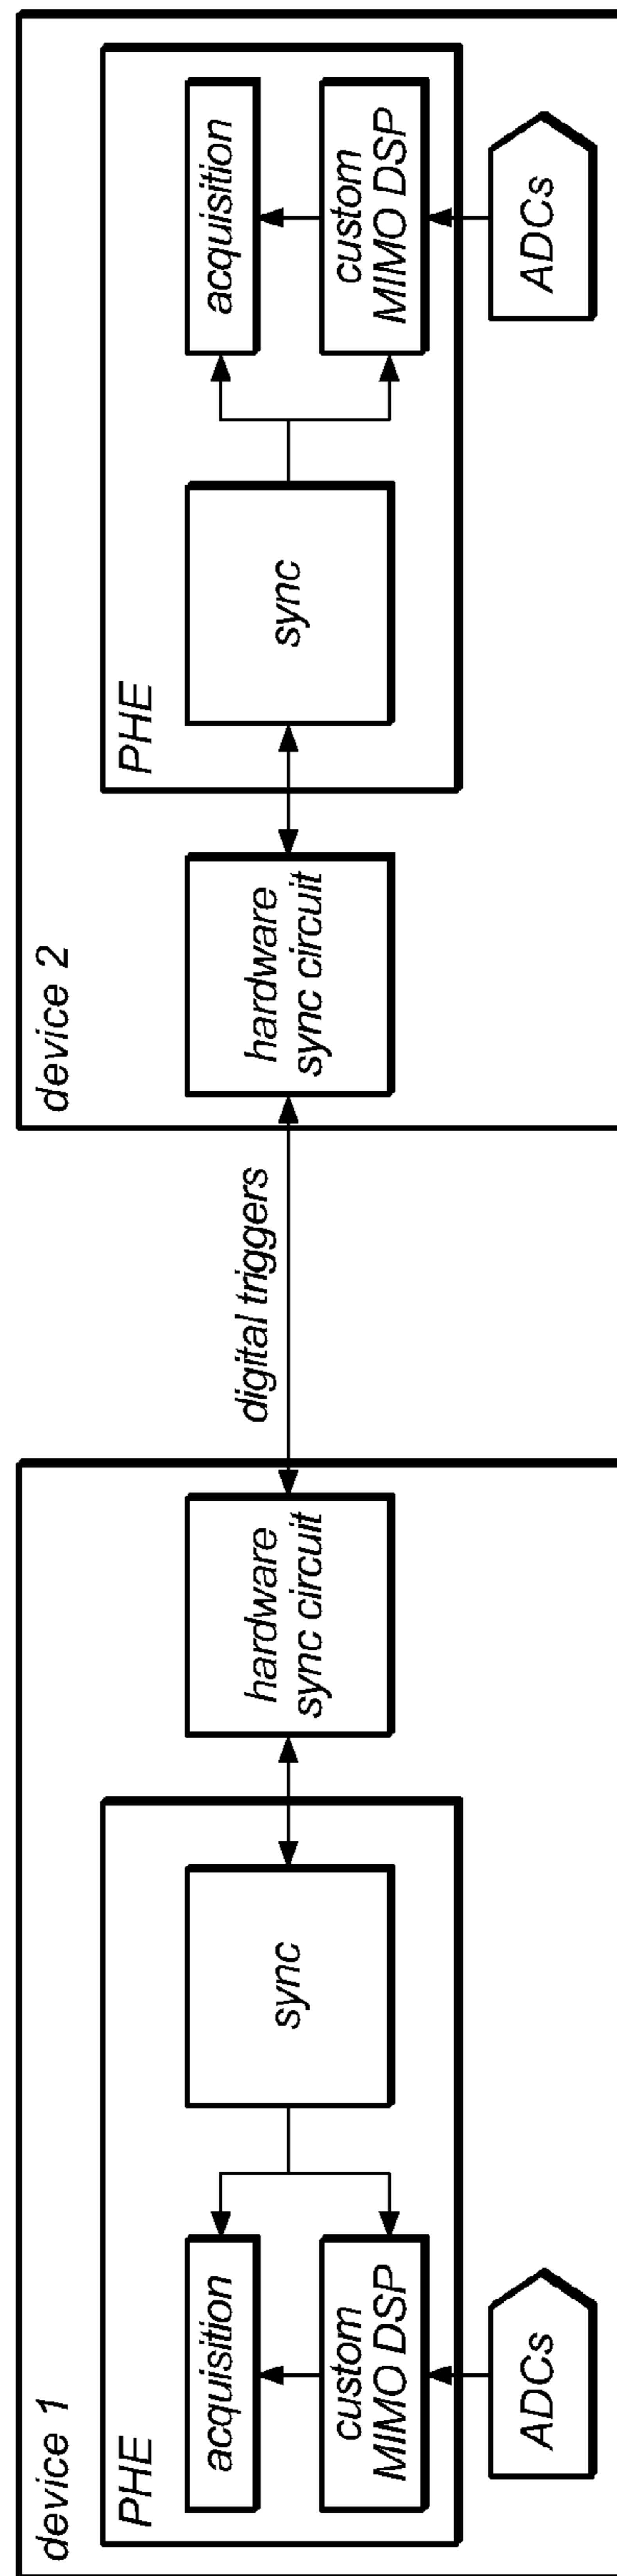 device 1
PHE
acquisition
custom
MIMO DSP
ADCs
sync
hardware
sync circuit
digital triggers
device 2
hardware
sync circuit
PHE
sync
acquisition
custom
MIMO DSP
ADCs